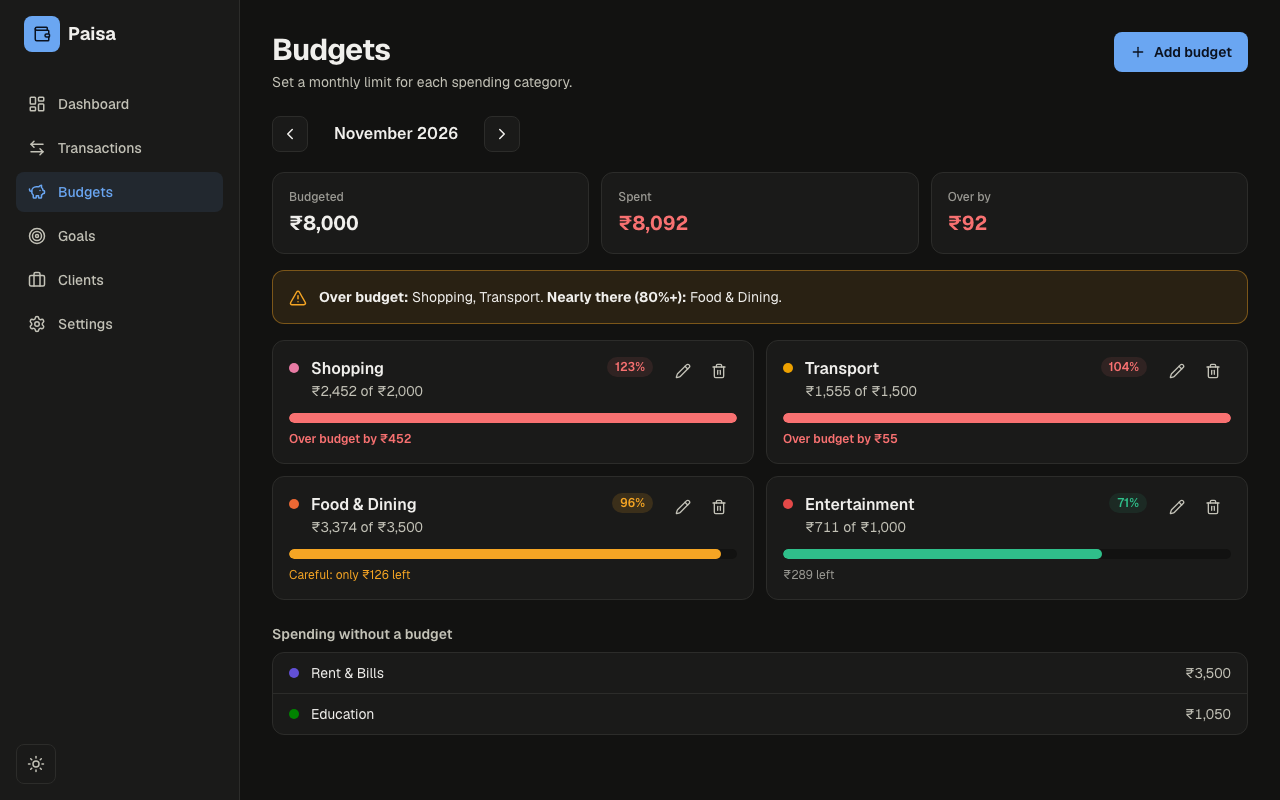 Paisa
Dashboard
Transactions
Budgets
Goals
Clients
Settings
Budgets
Set a monthly limit for each spending category.
Add budget
November 2026
Budgeted
₹8,000
Spent
₹8,092
Over by
₹92
Over budget: Shopping, Transport. Nearly there (80%+): Food & Dining.
Shopping
123%
₹2,452 of ₹2,000
Over budget by ₹452
Transport
104%
₹1,555 of ₹1,500
Over budget by ₹55
Food & Dining
96%
₹3,374 of ₹3,500
Careful: only ₹126 left
Entertainment
71%
₹711 of ₹1,000
₹289 left
Spending without a budget
Rent & Bills ₹3,500
Education ₹1,050